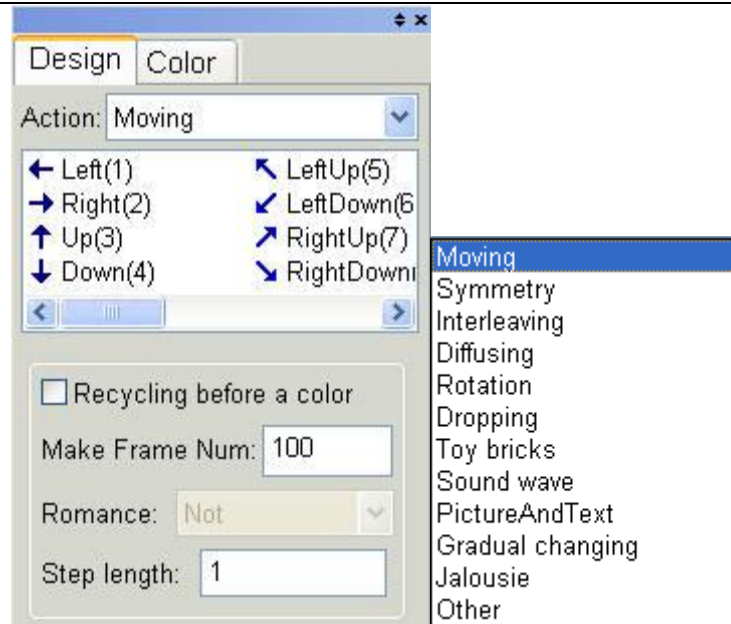 Design Color
Action: Moving
Left(1) LeftUp(5)
Right(2) LeftDown(6
Up(3) RightUp(7)
Down(4) RightDown
Recycling before a color
Make Frame Num: 100
Romance: Not
Step length: 1
Moving
Symmetry
Interleaving
Diffusing
Rotation
Dropping
Toy bricks
Sound wave
PictureAndText
Gradual changing
Jalousie
Other